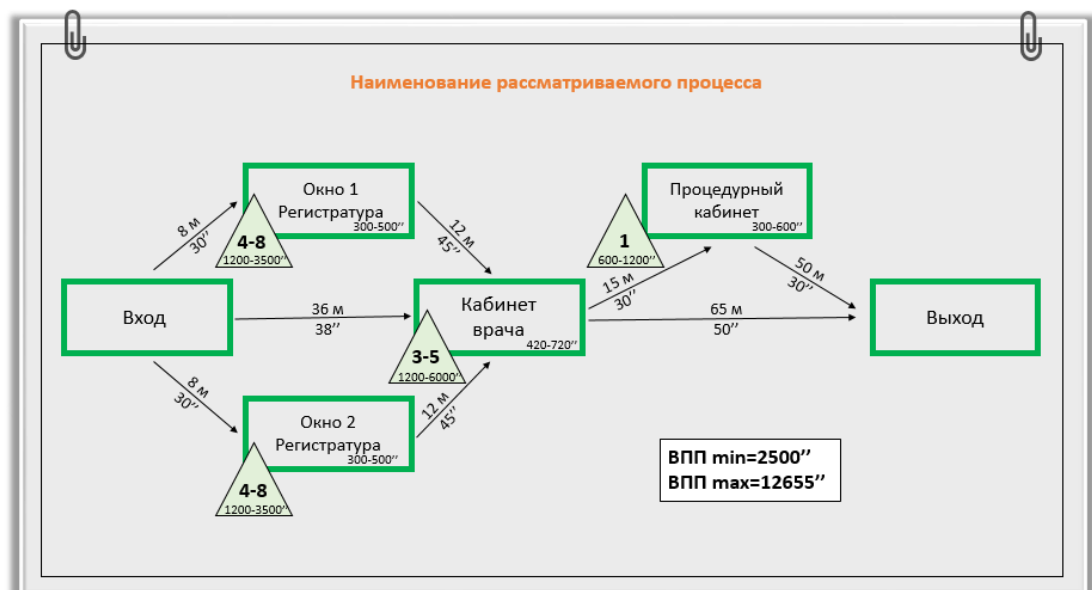 Наименование рассматриваемого процесса
Окно 1
Регистратура
300-500’’
4-8
1200-3500’’
8 м
30’’
12 м
45’’
Процедурный
кабинет
300-600’’
1
600-1200’’
15 м
30’’
50 м
30’’
Вход
36 м
38’’
Кабинет
врача
420-720’’
3-5
1200-6000’’
65 м
50’’
Выход
8 м
30’’
12 м
45’’
Окно 2
Регистратура
300-500’’
4-8
1200-3500’’
ВПП min=2500’’
ВПП max=12655’’